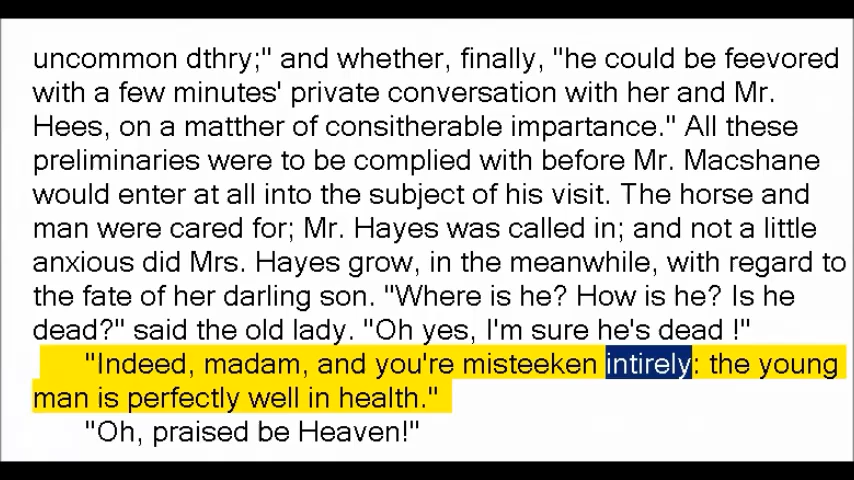 uncommon dthry;" and whether, finally, "he could be feevored
with a few minutes' private conversation with her and Mr.
Hees, on a matther of consitherable impartance." All these
preliminaries were to be complied with before Mr. Macshane
would enter at all into the subject of his visit. The horse and
man were cared for; Mr. Hayes was called in; and not a little
anxious did Mrs. Hayes grow, in the meanwhile, with regard to
the fate of her darling son. "Where is he? How is he? Is he
dead?" said the old lady. "Oh yes, I'm sure he's dead !"
"Indeed, madam, and you're misteeken intirely: the young
man is perfectly well in health."
"Oh, praised be Heaven!"